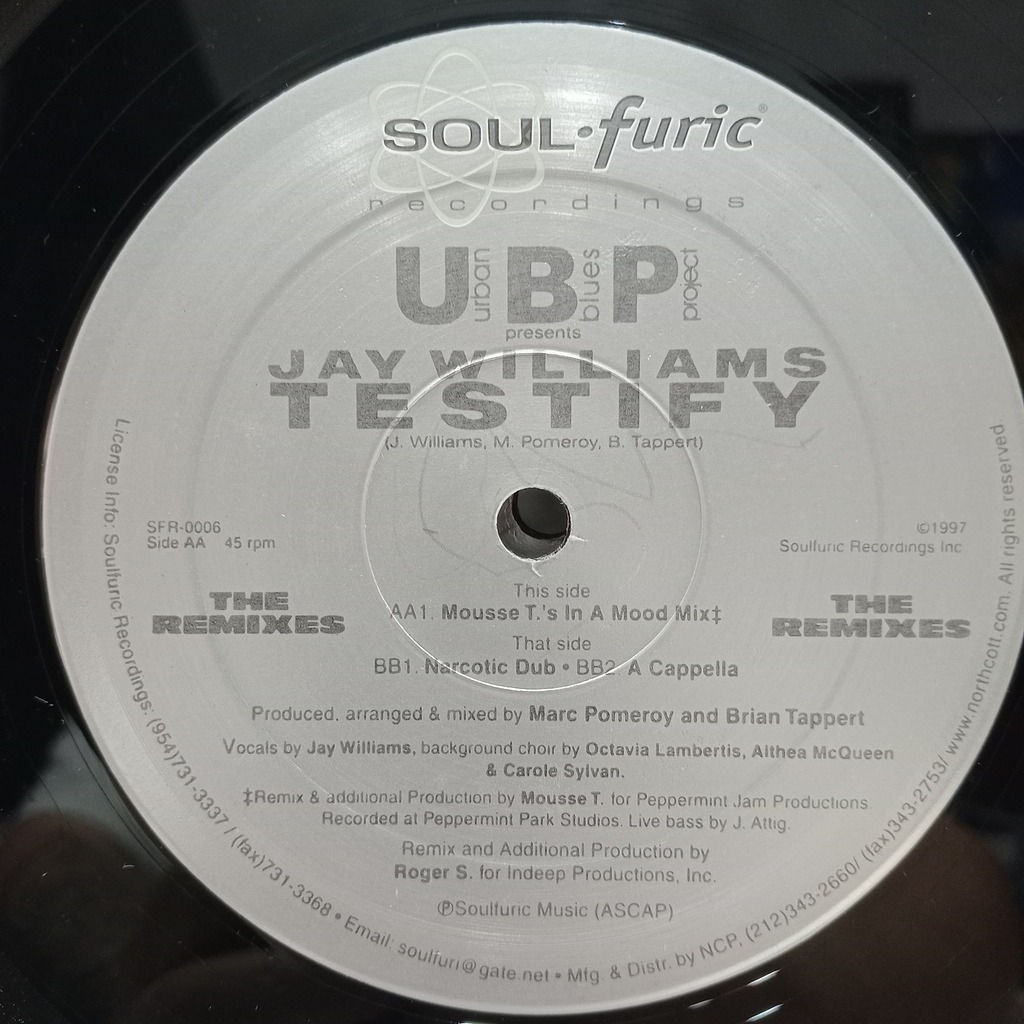 SOUL·furic®
recordings
U urban B blues P project
presents
JAY WILLIAMS
TESTIFY
(J. Williams, M. Pomeroy, B. Tappert)
SFR-0006
Side AA 45 rpm
©1997
Soulfuric Recordings Inc
THE
REMIXES
THE
REMIXES
This side
AA1. Mousse T.'s In A Mood Mix‡
That side
BB1. Narcotic Dub • BB2. A Cappella
Produced, arranged & mixed by Marc Pomeroy and Brian Tappert
Vocals by Jay Williams, background choir by Octavia Lambertis, Althea McQueen
& Carole Sylvan.
‡Remix & additional Production by Mousse T. for Peppermint Jam Productions
Recorded at Peppermint Park Studios. Live bass by J. Attig.
Remix and Additional Production by
Roger S. for Indeep Productions, Inc.
℗Soulfuric Music (ASCAP)
License Info: Soulfuric Recordings: (954)731-3337 / (fax)731-3368 • Email: soulfuri@gate.net • Mfg. & Distr. by NCP, (212)343-2660/ (fax)343-2753/ www.northcott.com. All rights reserved.